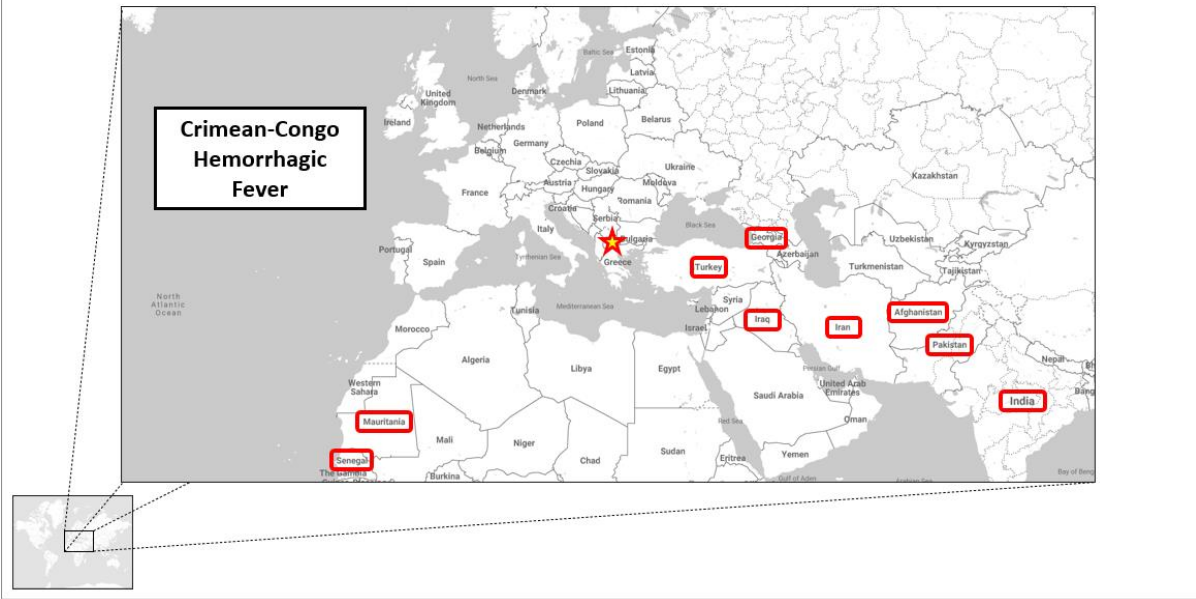 Crimean-Congo
Hemorrhagic
Fever
Baltic Sea
Estonia
Latvia
North Sea
Denmark
Lithuania
United
Kingdom
Ireland
Netherlands
Poland
Belarus
Belgium
Germany
Czechia
Slovakia
Ukraine
Kazakhstan
Austria
Hungary
Moldova
France
Croatia
Romania
Serbia
Italy
Black Sea
Georgia
Uzbekistan
Kyrgyzstan
Portugal
Spain
Tyrrhenian Sea
Greece
Turkey
Azerbaijan
Turkmenistan
Tajikistan
North
Atlantic
Ocean
Tunisia
Mediterranean Sea
Syria
Lebanon
Iraq
Iran
Afghanistan
Morocco
Israel
Pakistan
Algeria
Libya
Egypt
Persian Gulf
Nepal
Western
Sahara
Saudi Arabia
United Arab
Emirates
India
Mauritania
Red Sea
Oman
Mali
Niger
Chad
Sudan
Eritrea
Yemen
Senegal
The Gambia
Burkina
Gulf of Aden
Bay of Beng